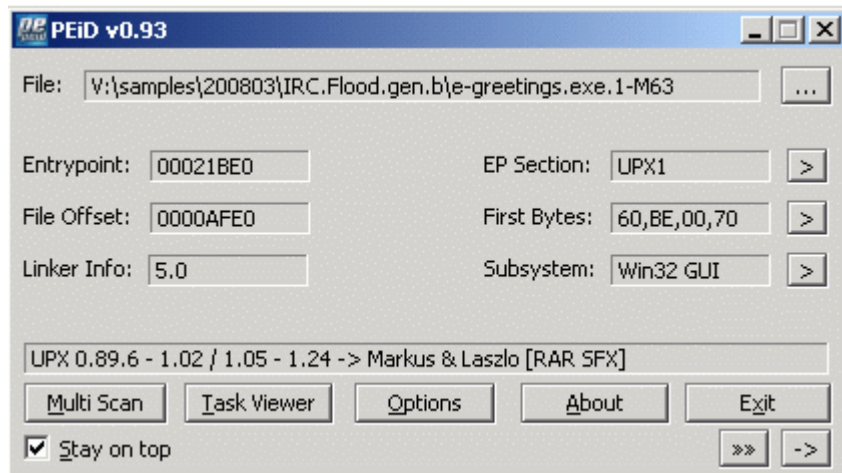 PEiD v0.93
File: V:\samples\200803\IRC.Flood.gen.b\e-greetings.exe.1-M63 ...
Entrypoint: 00021BE0 EP Section: UPX1 >
File Offset: 0000AFE0 First Bytes: 60,BE,00,70 >
Linker Info: 5.0 Subsystem: Win32 GUI >
UPX 0.89.6 - 1.02 / 1.05 - 1.24 -> Markus & Laszlo [RAR SFX]
Multi Scan Task Viewer Options About Exit
Stay on top »» ->